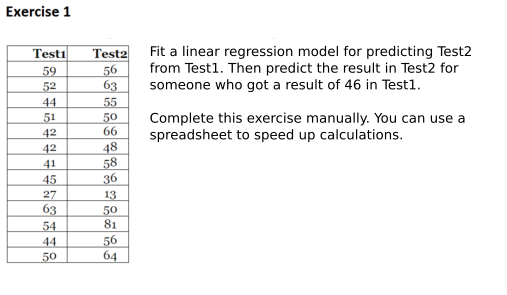 Exercise 1
Test1 Test2
59 56
52 63
44 55
51 50
42 66
42 48
41 58
45 36
27 13
63 50
54 81
44 56
50 64
Fit a linear regression model for predicting Test2
from Test1. Then predict the result in Test2 for
someone who got a result of 46 in Test1.
Complete this exercise manually. You can use a
spreadsheet to speed up calculations.